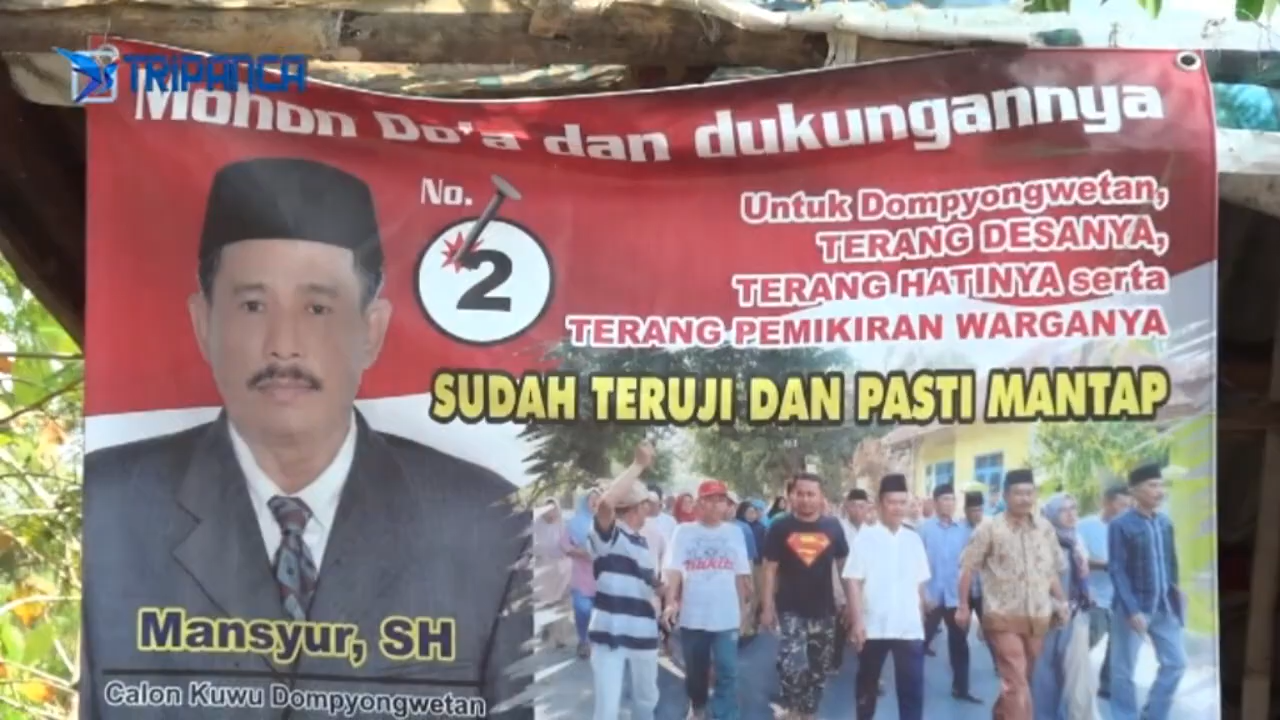 TRIPANCA
Mohon Do'a dan dukungannya
No.
2
Untuk Dompyongwetan,
TERANG DESANYA,
TERANG HATINYA serta
TERANG PEMIKIRAN WARGANYA
SUDAH TERUJI DAN PASTI MANTAP
Mansyur, SH
Calon Kuwu Dompyongwetan